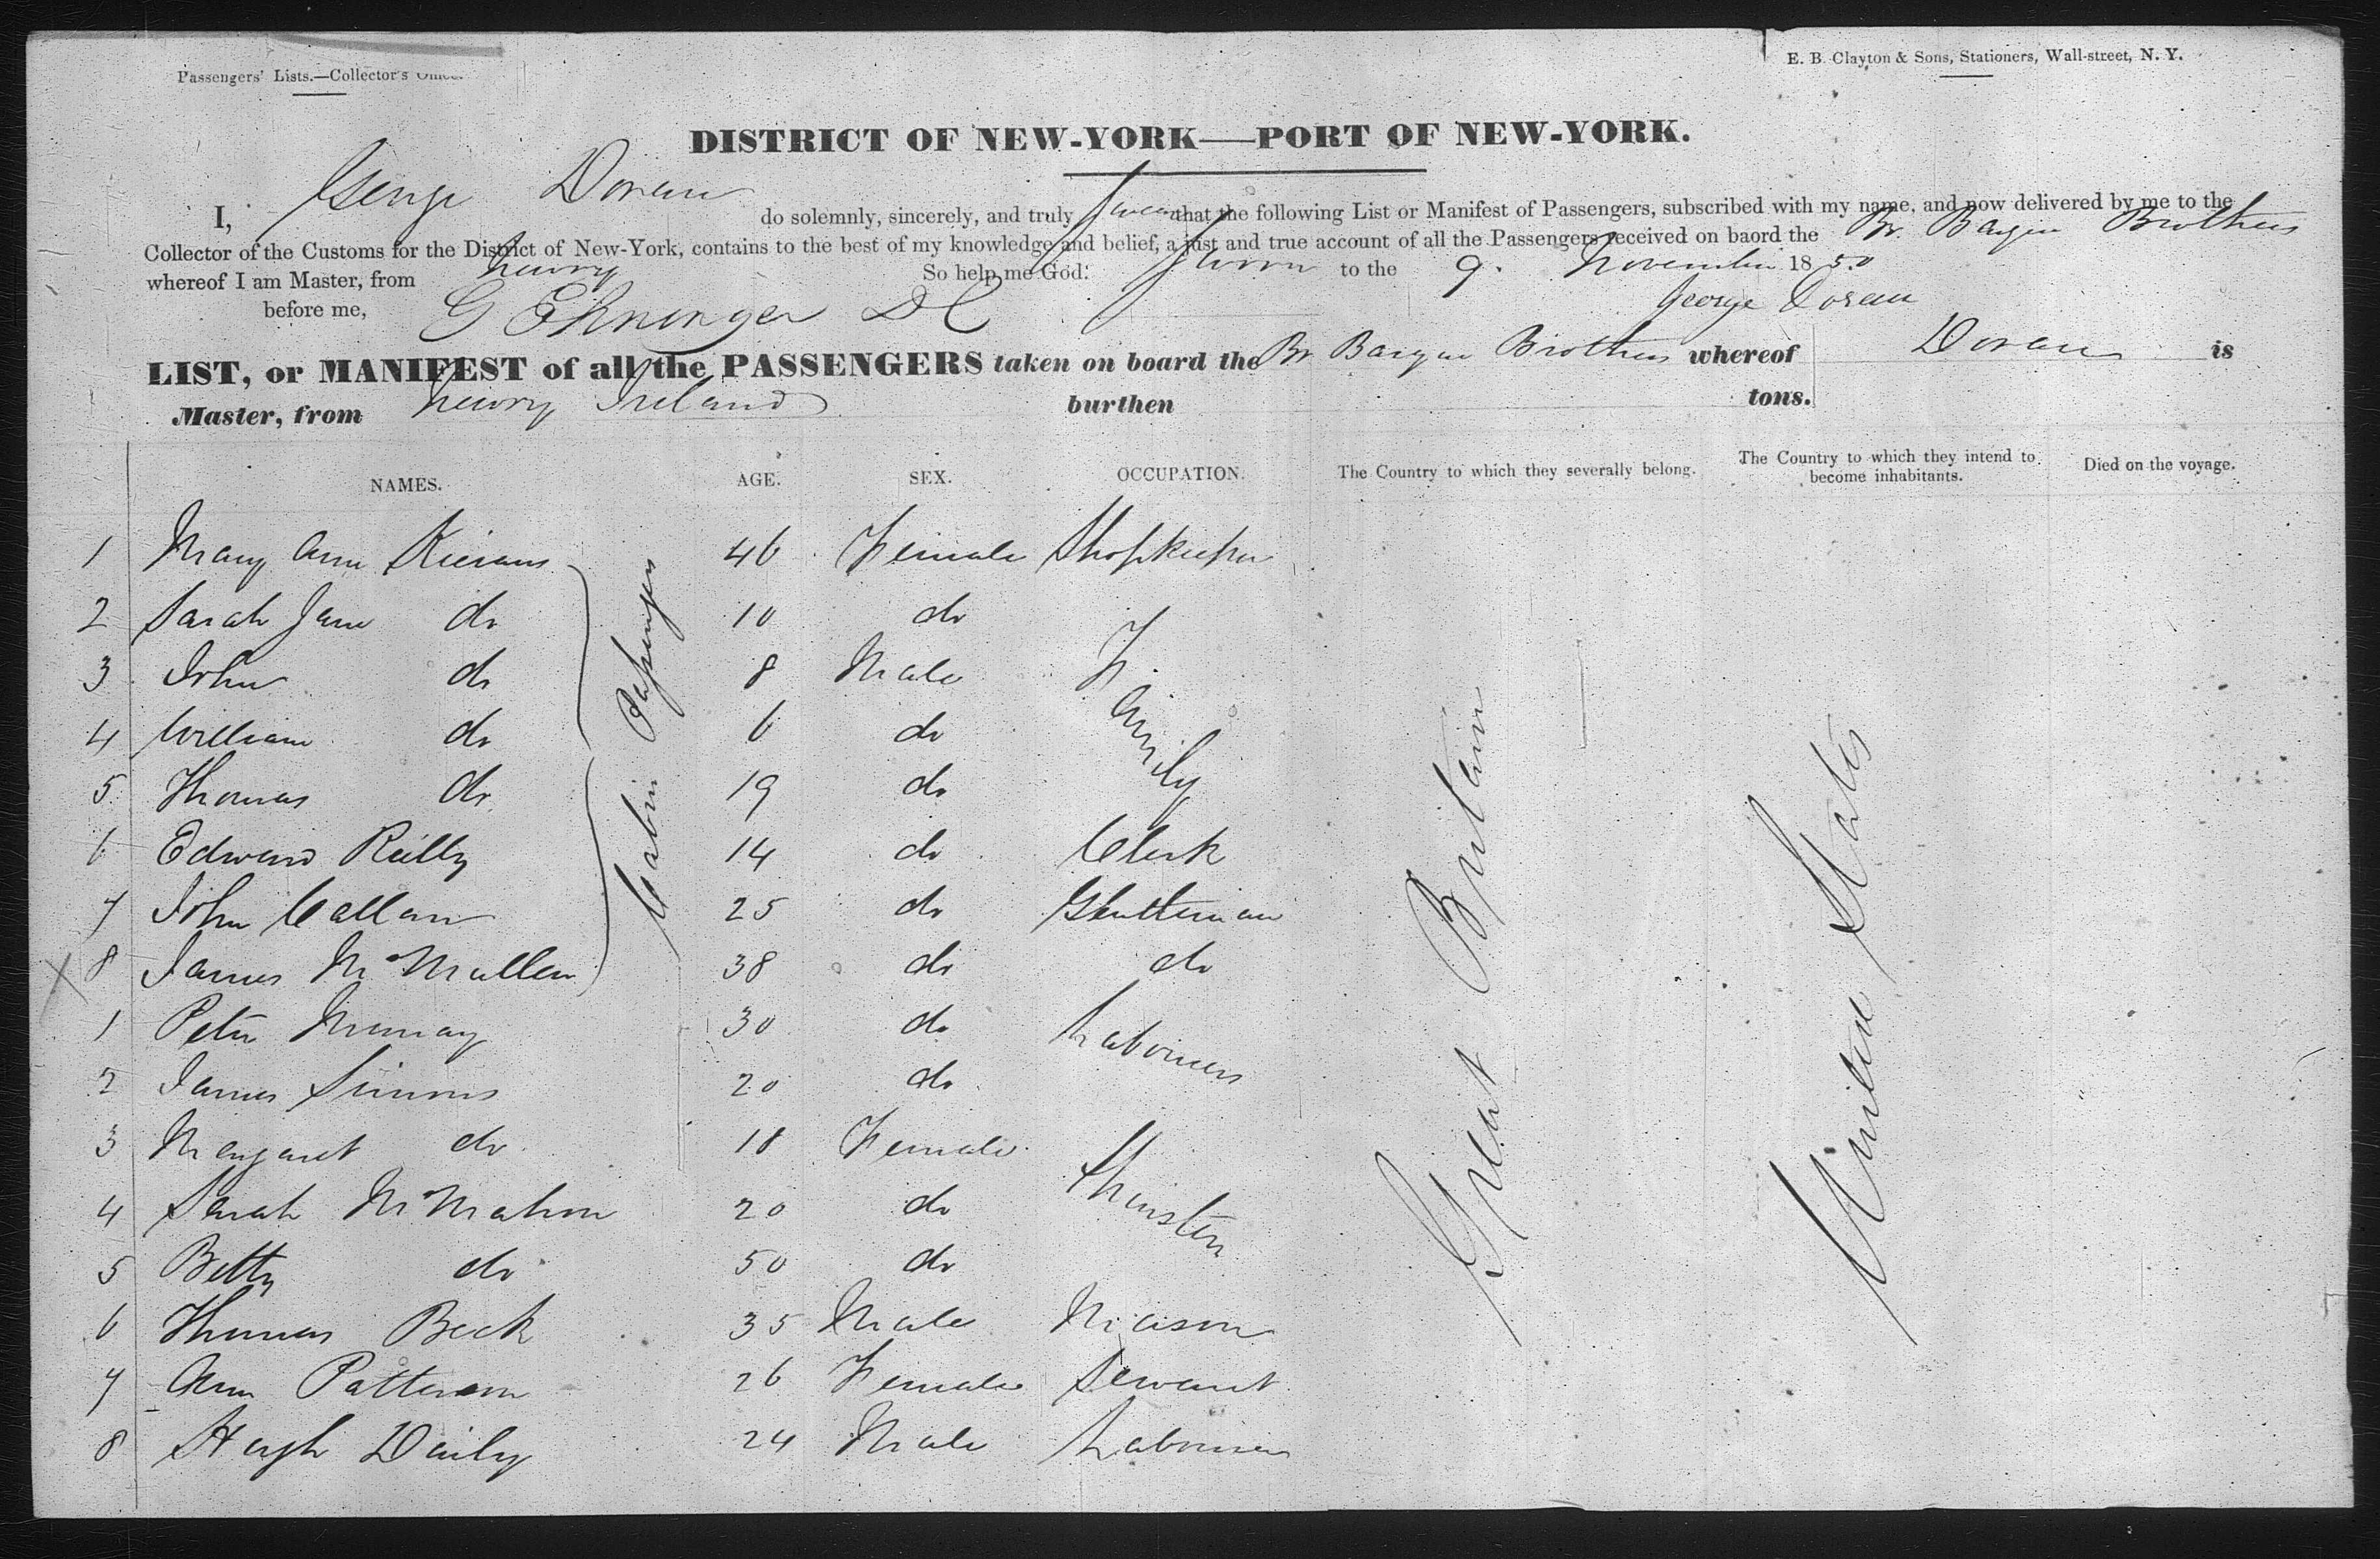 Passengers' Lists.—Collector's Office.
E. B. Clayton & Sons, Stationers, Wall-street, N. Y.
DISTRICT OF NEW-YORK—PORT OF NEW-YORK.
I, George Doran do solemnly, sincerely, and truly swear that the following List or Manifest of Passengers, subscribed with my name, and now delivered by me to the
Collector of the Customs for the District of New-York, contains to the best of my knowledge and belief, a just and true account of all the Passengers received on baord the Br. Barque Brothers
whereof I am Master, from Newry So help me God: Sworn to the 9. November 1850
before me, G Ehninger DC George Doran
LIST, or MANIFEST of all the PASSENGERS taken on board the Br Barque Brothers whereof Doran is
Master, from Newry Ireland burthen tons.
NAMES. AGE. SEX. OCCUPATION. The Country to which they severally belong. The Country to which they intend to become inhabitants. Died on the voyage.
1 Mary Ann Kierans 46 Female Shopkeeper
2 Sarah Jane do 10 do
3 John do 8 Male
4 William do 6 do
5 Thomas do 19 do
Family
6 Edward Reilly 14 do Clerk
7 John Callan 25 do Gentleman
8 James McMullen 38 do do
Cabin Passengers
1 Peter Murray 30 do Labourers
2 James Simms 20 do
3 Margaret do 18 Female
4 Sarah McMahon 20 do Spinster
5 Betty do 50 do
6 Thomas Beck 35 Male Mason
7 Ann Patterson 26 Female Servant
8 Hugh Daily 24 Male Labourer
Great Britain
United States